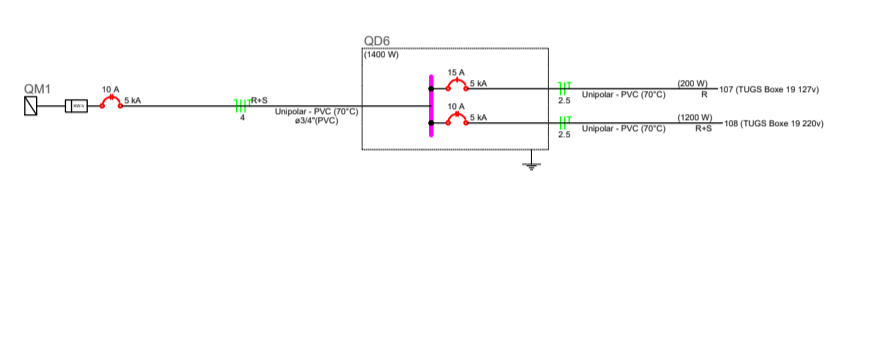 QD6
(1400 W)
QM1
10 A
5 kA
R+S
4
Unipolar - PVC (70°C)
ø3/4"(PVC)
15 A
5 kA
2.5
Unipolar - PVC (70°C)
(200 W)
R
107 (TUGS Boxe 19 127v)
10 A
5 kA
2.5
Unipolar - PVC (70°C)
(1200 W)
R+S
108 (TUGS Boxe 19 220v)